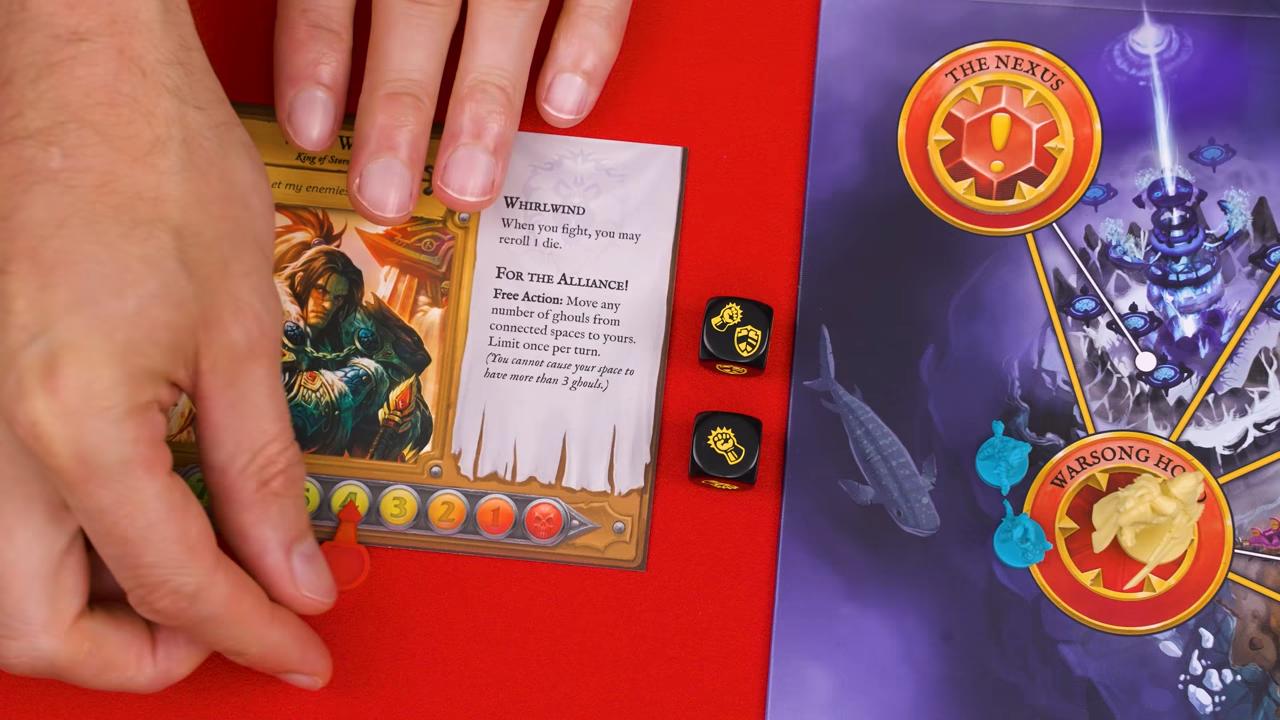 King of
et my enemies
WHIRLWIND
When you fight, you may
reroll 1 die.
FOR THE ALLIANCE!
Free Action: Move any
number of ghouls from
connected spaces to yours.
Limit once per turn.
(You cannot cause your space to
have more than 3 ghouls.)
4 3 2 1
THE NEXUS
!
WARSONG HO